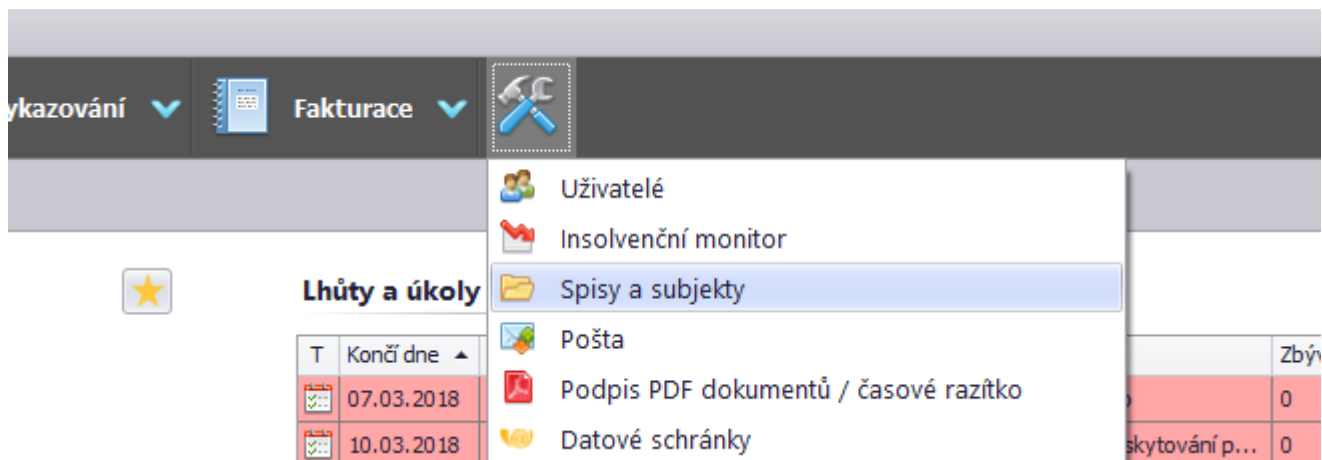 ykazování Fakturace
Uživatelé
Insolvenční monitor
Lhůty a úkoly Spisy a subjekty
Pošta
T Končí dne Zbýv
Podpis PDF dokumentů / časové razítko
07.03.2018 0
Datové schránky
10.03.2018 skytování p... 0